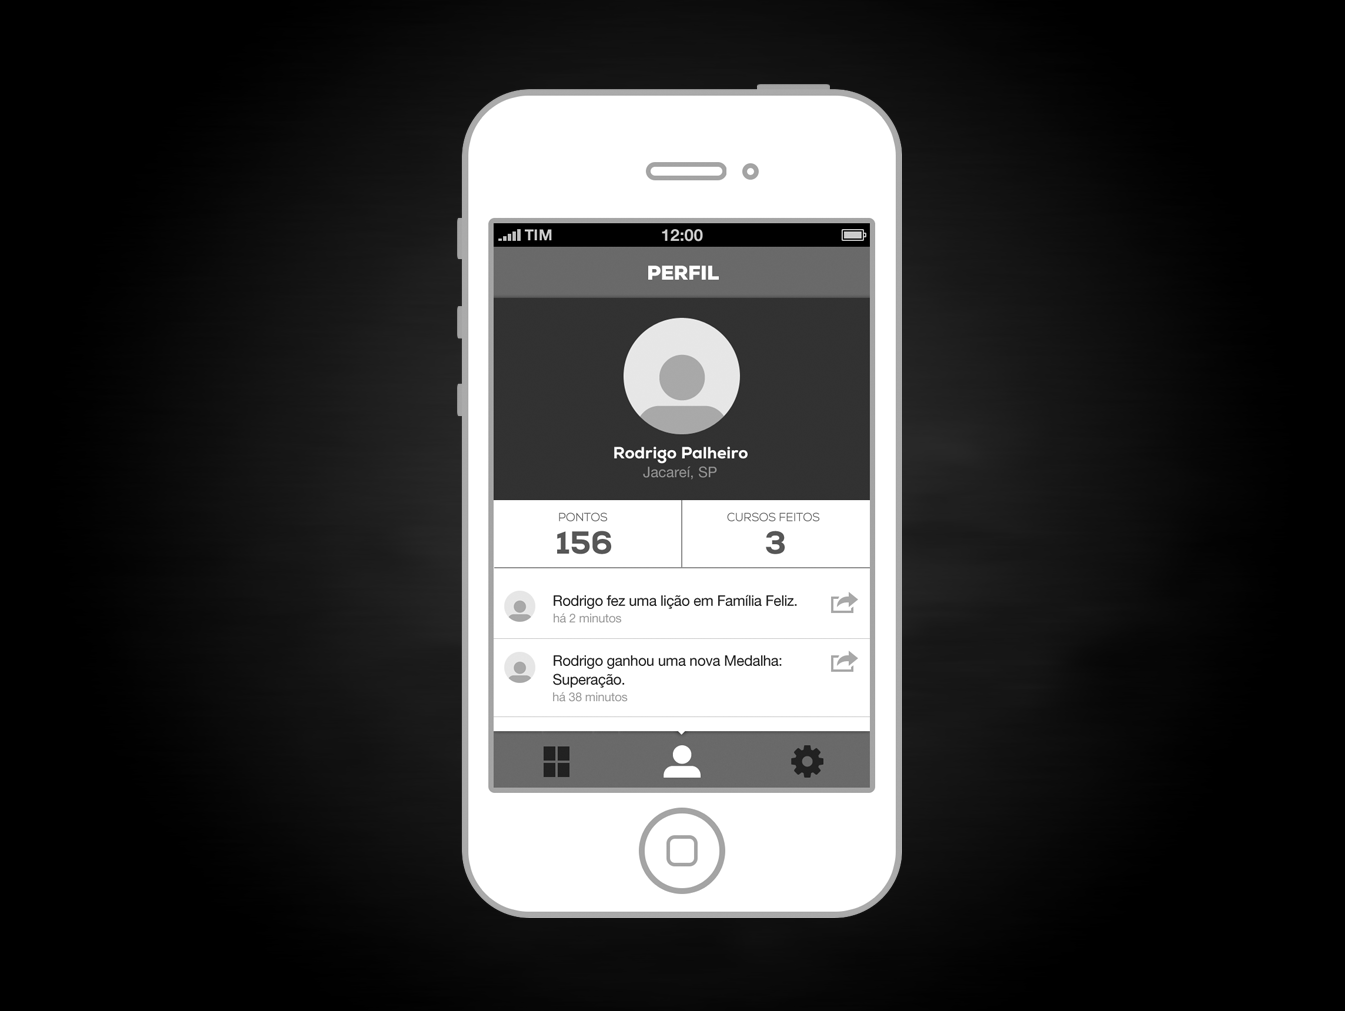 TIM
12:00
PERFIL
Rodrigo Palheiro
Jacareí, SP
PONTOS
156
CURSOS FEITOS
3
Rodrigo fez uma lição em Família Feliz.
há 2 minutos
Rodrigo ganhou uma nova Medalha:
Superação.
há 38 minutos